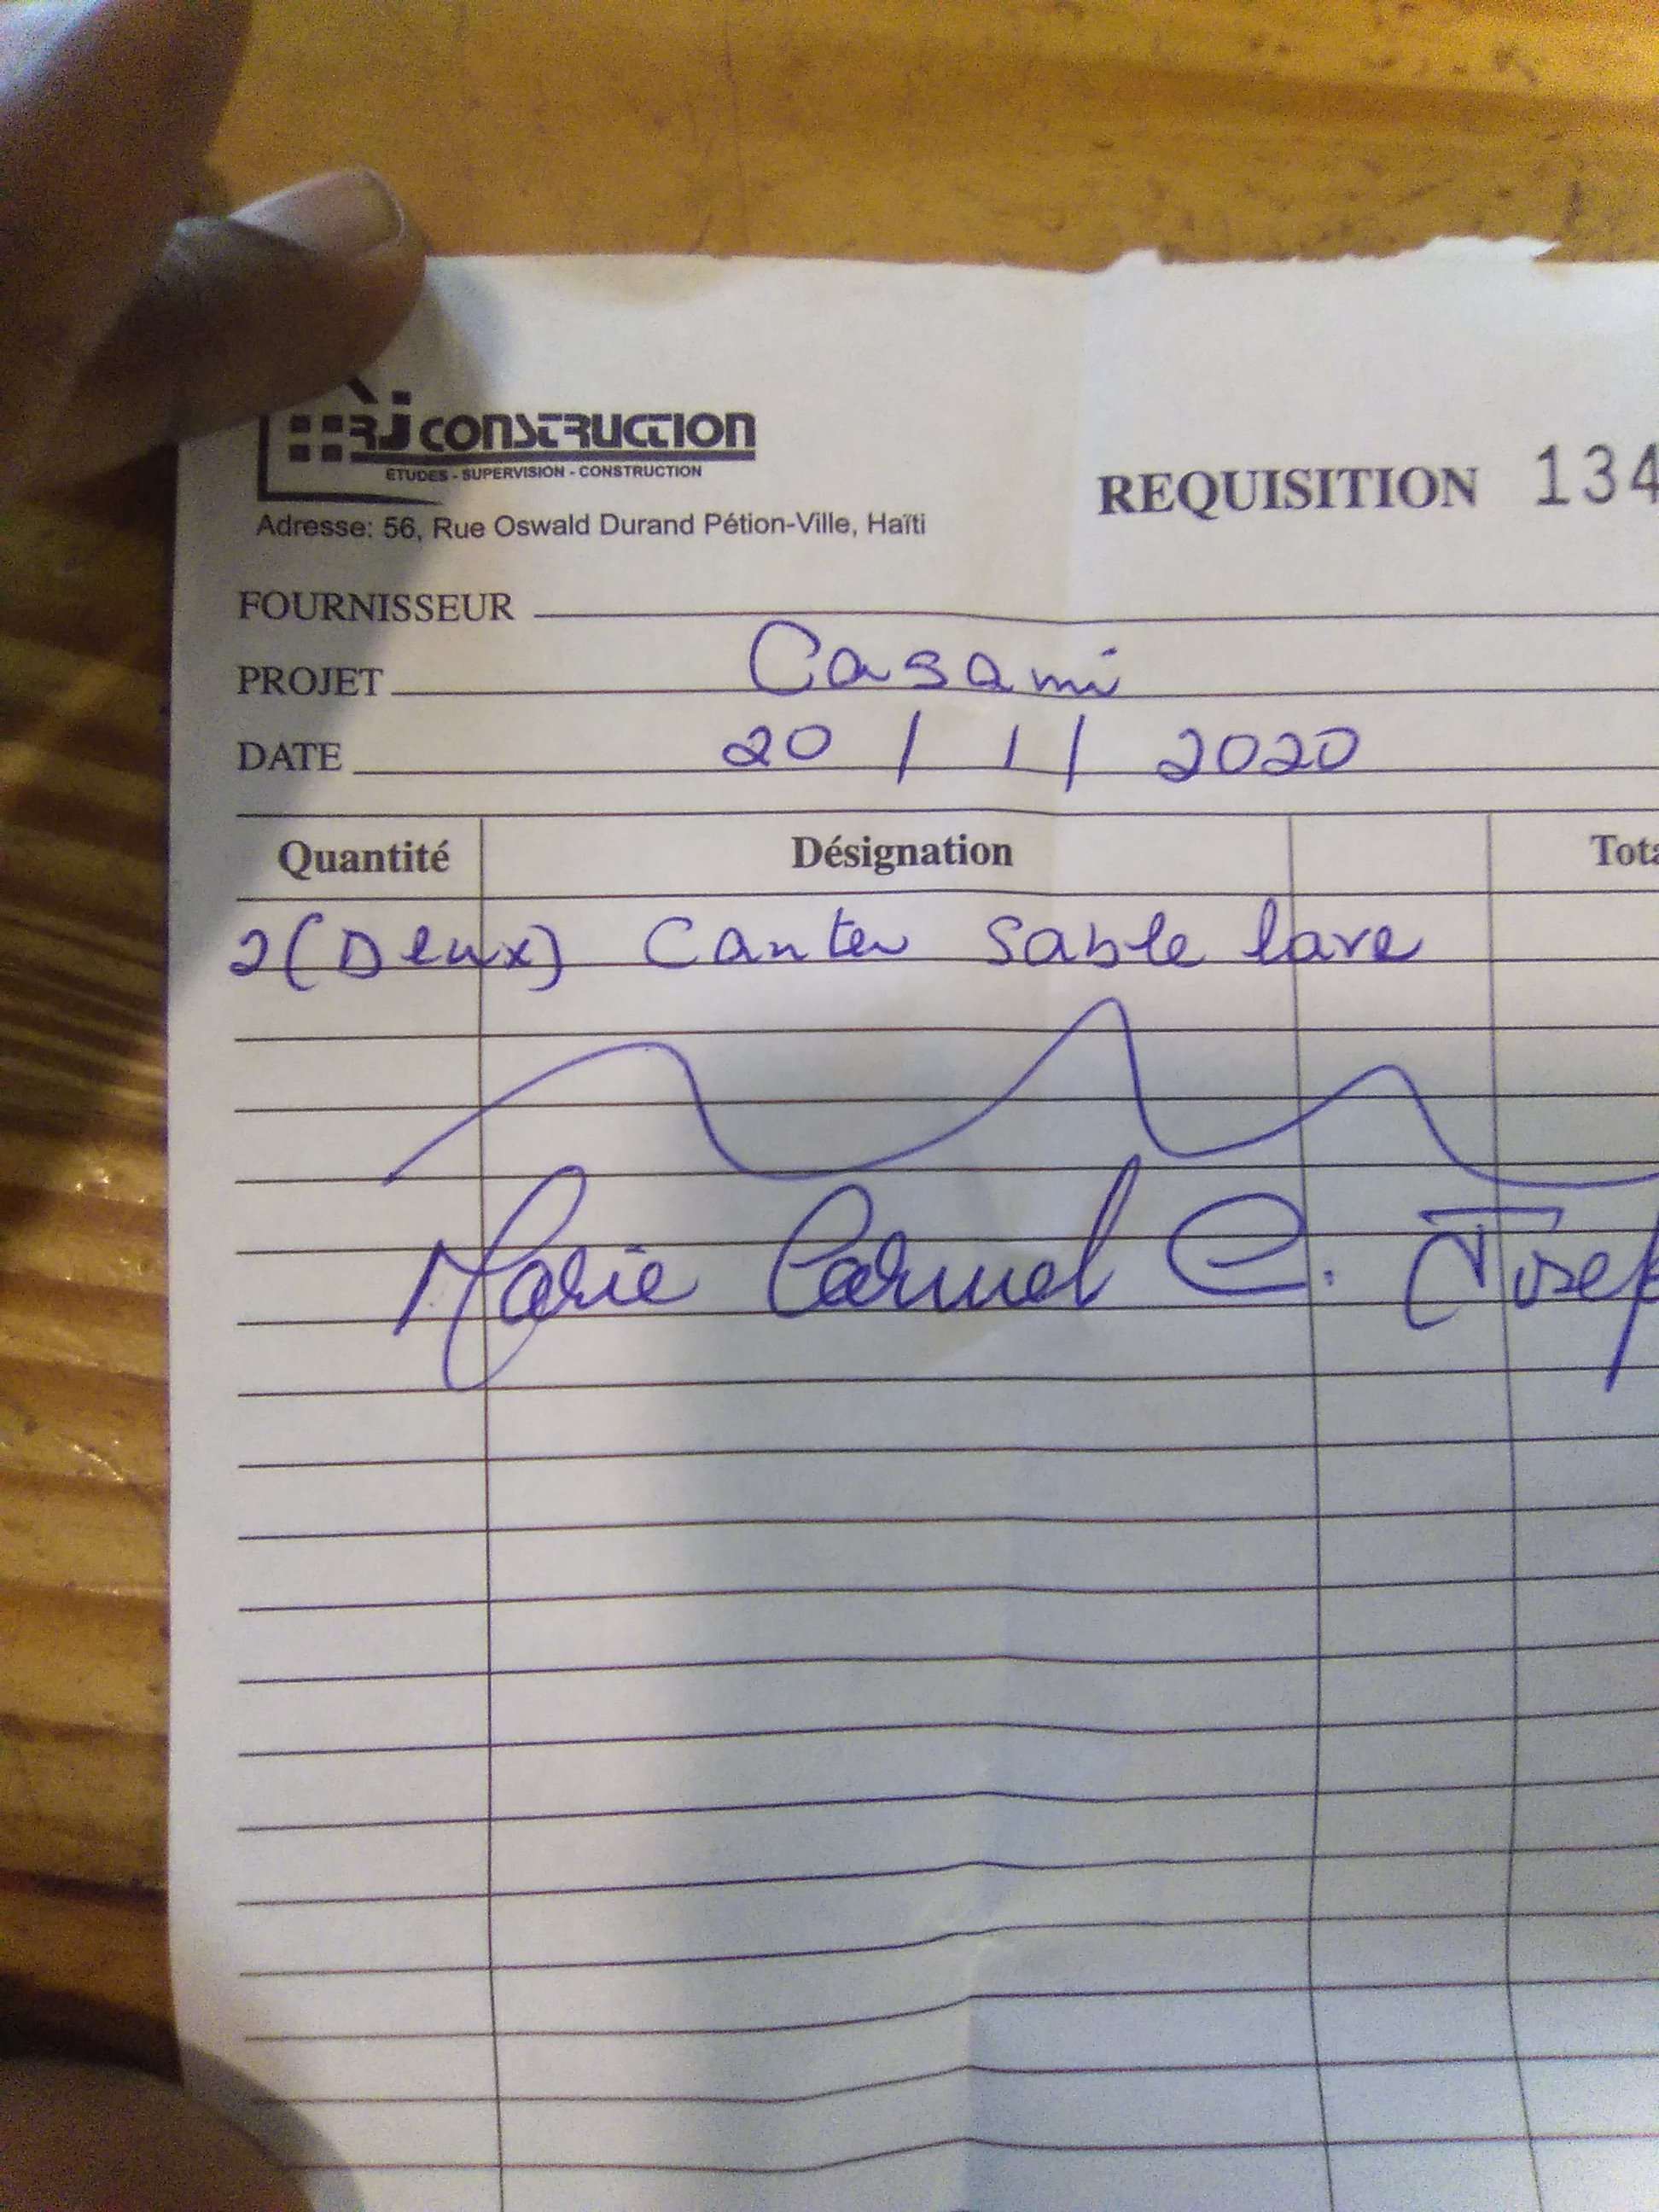 RJ CONSTRUCTION
ETUDES - SUPERVISION - CONSTRUCTION
REQUISITION 134
Adresse: 56, Rue Oswald Durand Pétion-Ville, Haïti
FOURNISSEUR
PROJET Casami
DATE 20 / 11 / 2020
Quantité Désignation Tota
2 (Deux) Canter Sable lave
Marie Carmel C. Josep